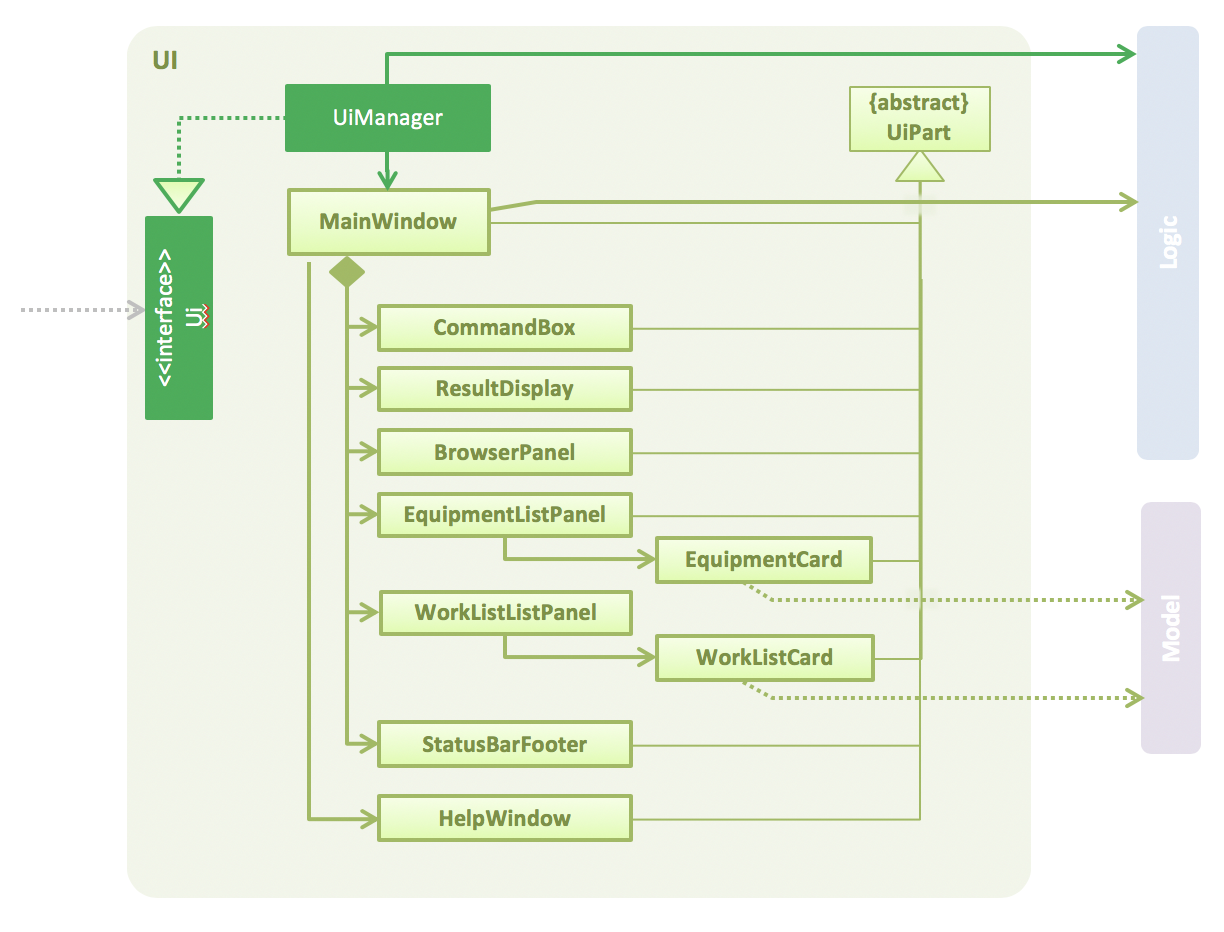 UI
UiManager
{abstract}
UiPart
MainWindow
<<interface>>
Ui
Logic
CommandBox
ResultDisplay
BrowserPanel
EquipmentListPanel
EquipmentCard
WorkListListPanel
WorkListCard
Model
StatusBarFooter
HelpWindow